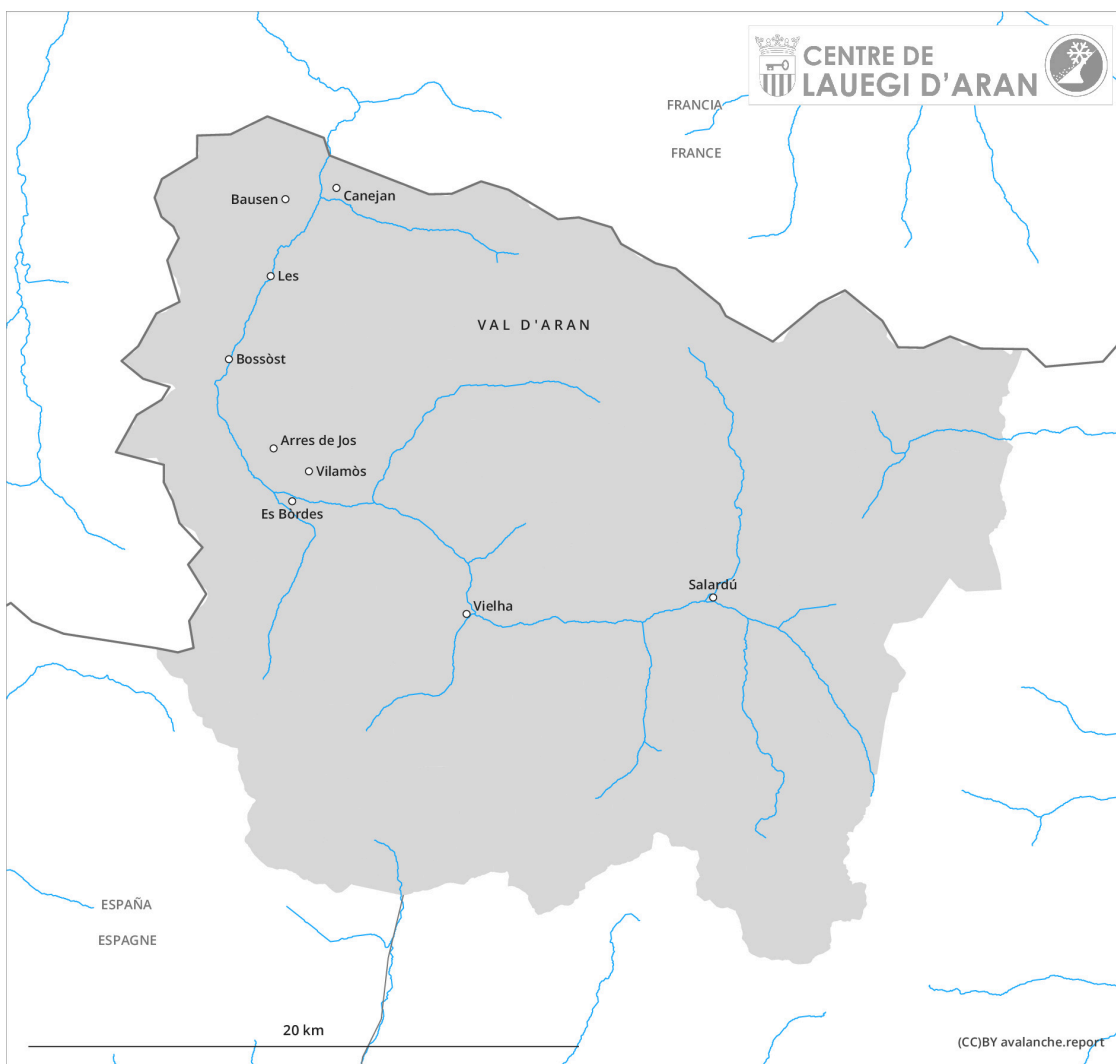 CENTRE DE
LAUEGI D'ARAN
FRANCIA
FRANCE
Bausen
Canejan
Les
VAL D'ARAN
Bossòst
Arres de Jos
Vilamòs
Es Bòrdes
Salardú
Vielha
ESPAÑA
ESPAGNE
20 km
(CC)BY avalanche.report